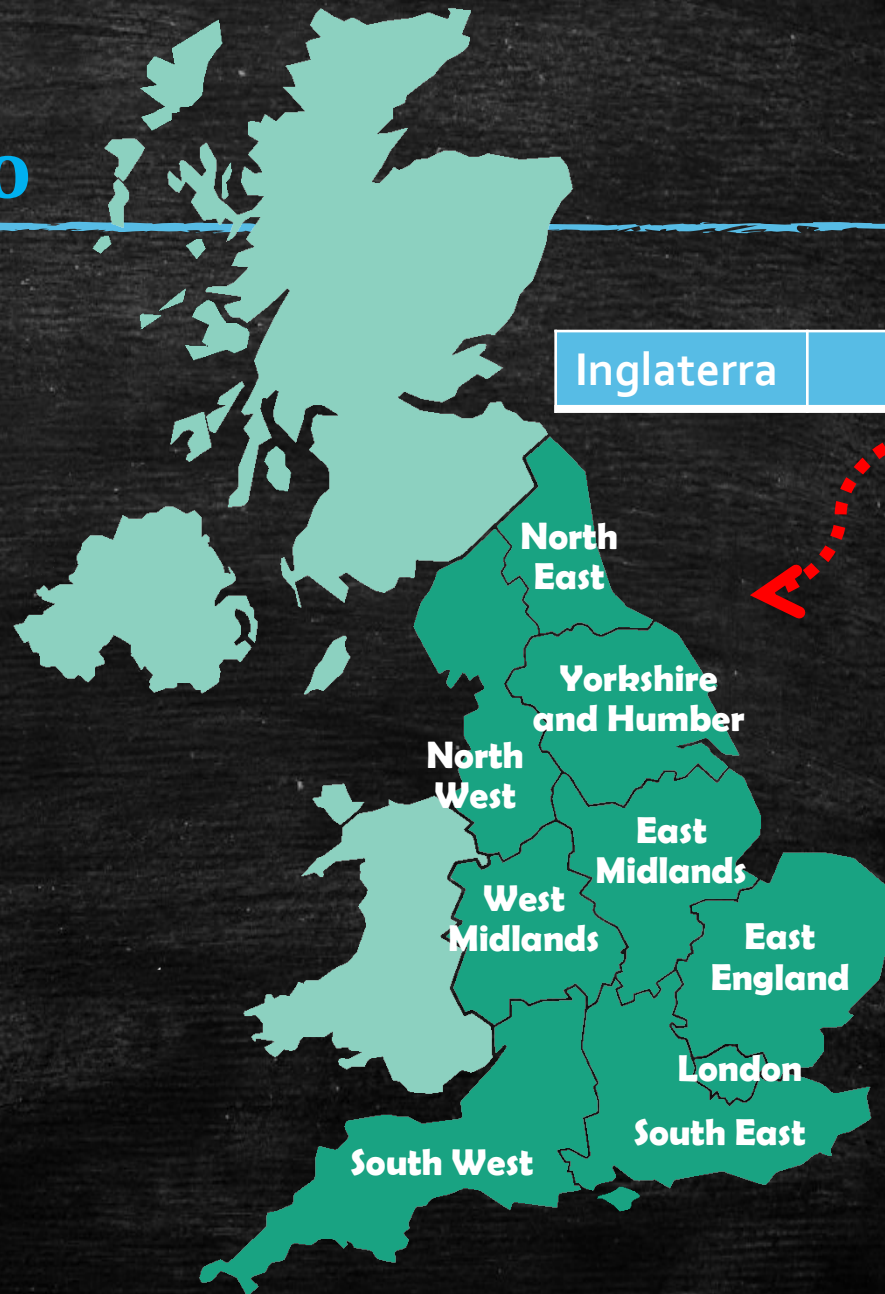 Inglaterra
North
East
Yorkshire
and Humber
North
West
East
Midlands
West
Midlands
East
England
London
South East
South West